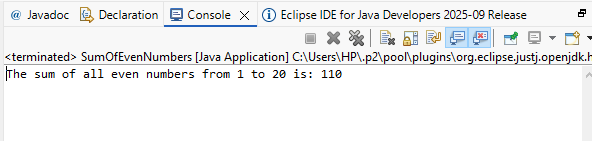 Javadoc Declaration Console Eclipse IDE for Java Developers 2025-09 Release
<terminated> SumOfEvenNumbers [Java Application] C:\Users\HP\.p2\pool\plugins\org.eclipse.justj.openjdk.h
The sum of all even numbers from 1 to 20 is: 110